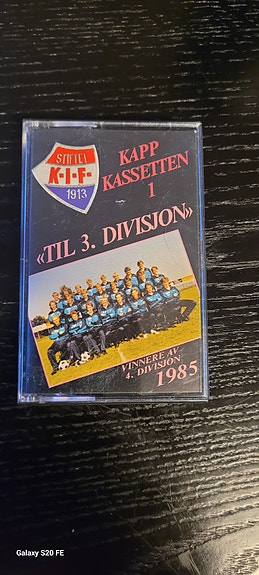 STIFTET
K-I-F-
1913
KAPP
KASSETTEN
1
«TIL 3. DIVISJON»
VINNERE AV
4. DIVISJON
1985
Galaxy S20 FE